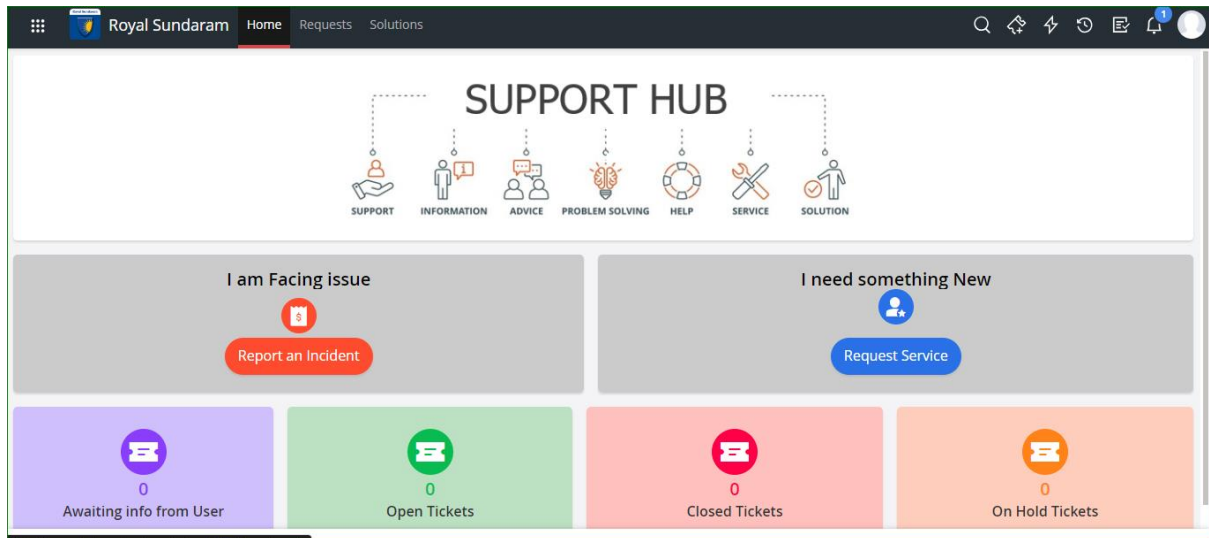 Royal Sundaram Home Requests Solutions
1
SUPPORT HUB
SUPPORT INFORMATION ADVICE PROBLEM SOLVING HELP SERVICE SOLUTION
I am Facing issue
I need something New
$
Report an Incident
Request Service
0
Awaiting info from User
0
Open Tickets
0
Closed Tickets
0
On Hold Tickets